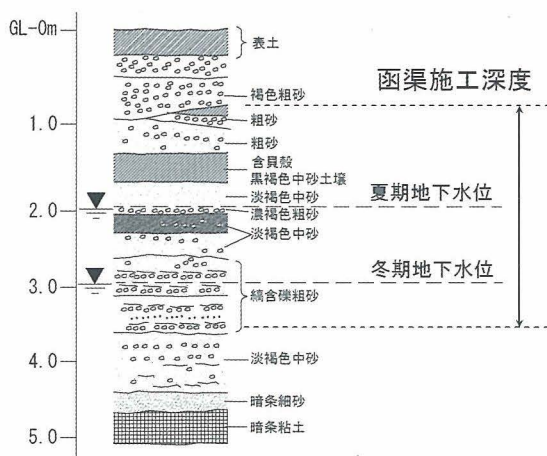 GL-0m
表土
褐色粗砂
函渠施工深度
1.0
粗砂
粗砂
含貝殻
黒褐色中砂土壌
淡褐色中砂
夏期地下水位
2.0
濃褐色粗砂
淡褐色中砂
冬期地下水位
3.0
縞含礫粗砂
4.0
淡褐色中砂
暗条細砂
暗条粘土
5.0